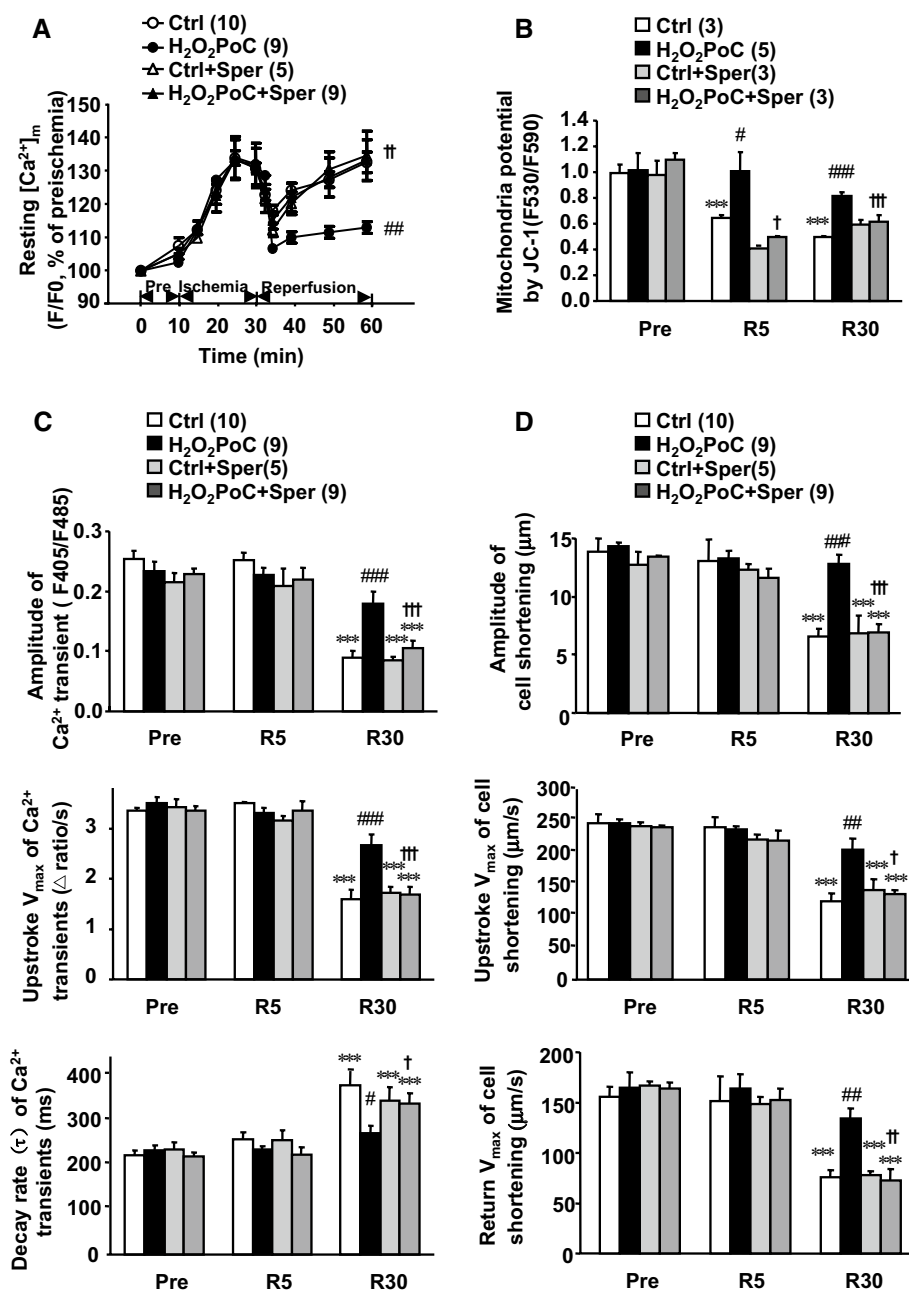 A
Ctrl (10)
H₂O₂PoC (9)
Ctrl+Sper (5)
H₂O₂PoC+Sper (9)
Resting [Ca²⁺]m
(F/F0, % of preischemia)
150
140
130
120
110
100
90
††
##
Pre Ischemia Reperfusion
0 10 20 30 40 50 60
Time (min)
B
Ctrl (3)
H₂O₂PoC (5)
Ctrl+Sper(3)
H₂O₂PoC+Sper (3)
Mitochondria potential
by JC-1(F530/F590)
1.4
1.2
1.0
0.8
0.6
0.4
0.2
0.0
*** # †
*** ### †††
Pre R5 R30
C
Ctrl (10)
H₂O₂PoC (9)
Ctrl+Sper(5)
H₂O₂PoC+Sper (9)
Amplitude of
Ca²⁺ transient ( F405/F485)
0.3
0.2
0.1
0.0
*** ### *** ††† ***
Pre R5 R30
Upstroke Vmax of Ca²⁺
transients (△ ratio/s)
3
2
1
0
*** ### *** ††† ***
Pre R5 R30
Decay rate (τ) of Ca²⁺
transients (ms)
800
600
400
200
0
*** # *** † ***
Pre R5 R30
D
Ctrl (10)
H₂O₂PoC (9)
Ctrl+Sper(5)
H₂O₂PoC+Sper (9)
Amplitude of
cell shortening (μm)
15
10
5
0
*** ### *** ††† ***
Pre R5 R30
Upstroke Vmax of cell
shortening (μm/s)
300
250
200
150
100
50
0
*** ## *** † ***
Pre R5 R30
Return Vmax of cell
shortening (μm/s)
200
150
100
50
0
*** ## *** †† ***
Pre R5 R30